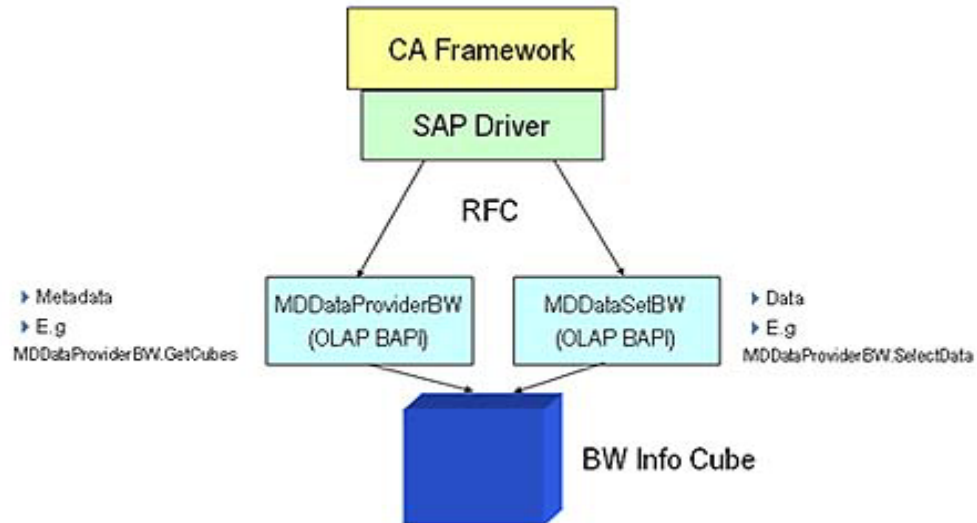 CA Framework
SAP Driver
RFC
Metadata
E.g
MDDataProviderBW.GetCubes
MDDataProviderBW
(OLAP BAPI)
MDDataSetBW
(OLAP BAPI)
Data
E.g
MDDataProviderBW.SelectData
BW Info Cube